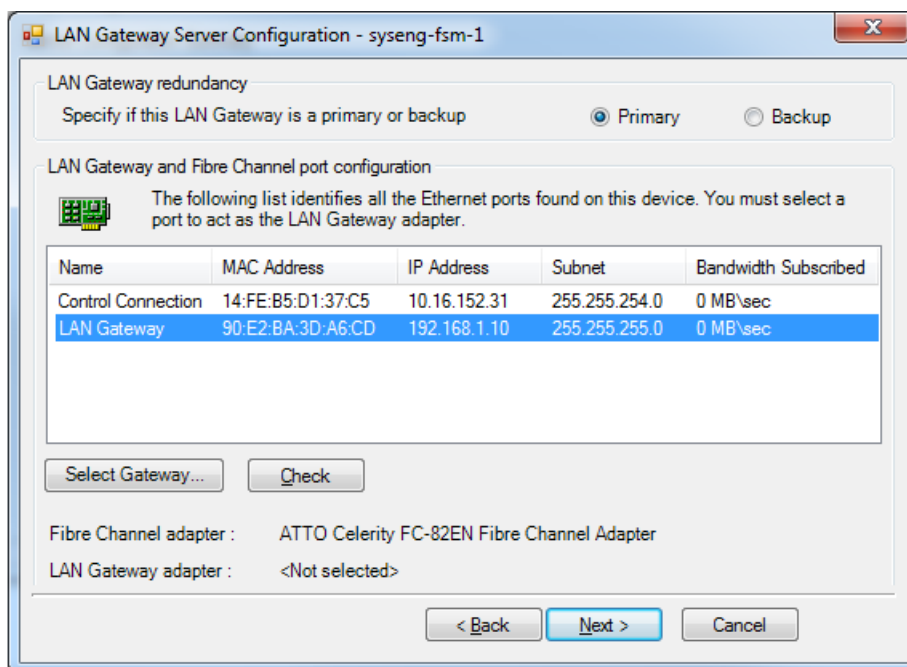 LAN Gateway Server Configuration - syseng-fsm-1
LAN Gateway redundancy
Specify if this LAN Gateway is a primary or backup Primary Backup
LAN Gateway and Fibre Channel port configuration
The following list identifies all the Ethernet ports found on this device. You must select a
port to act as the LAN Gateway adapter.
Name MAC Address IP Address Subnet Bandwidth Subscribed
Control Connection 14:FE:B5:D1:37:C5 10.16.152.31 255.255.254.0 0 MB\sec
LAN Gateway 90:E2:BA:3D:A6:CD 192.168.1.10 255.255.255.0 0 MB\sec
Select Gateway... Check
Fibre Channel adapter : ATTO Celerity FC-82EN Fibre Channel Adapter
LAN Gateway adapter : <Not selected>
< Back Next > Cancel